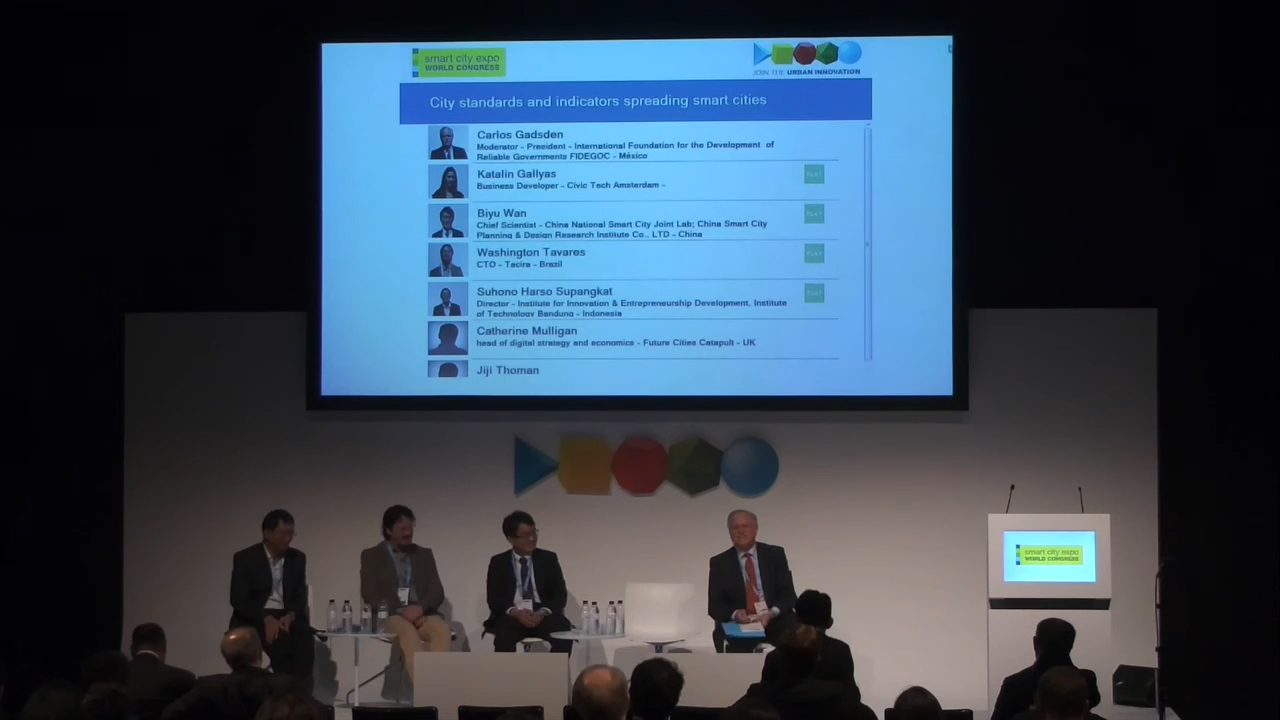 smart city expo
WORLD CONGRESS
JOIN THE URBAN INNOVATION
City standards and indicators spreading smart cities
Carlos Gadsden
Moderator - President - International Foundation for the Development of
Reliable Governments FIDEGOC - México
Katalin Gallyas
Business Developer - Civic Tech Amsterdam -
PLAY
Biyu Wan
Chief Scientist - China National Smart City Joint Lab; China Smart City
Planning & Design Research Institute Co., LTD - China
PLAY
Washington Tavares
CTO - Tacira - Brazil
PLAY
Suhono Harso Supangkat
Director - Institute for Innovation & Entrepreneurship Development, Institute
of Technology Bandung - Indonesia
PLAY
Catherine Mulligan
head of digital strategy and economics - Future Cities Catapult - UK
Jiji Thoman
smart city expo
WORLD CONGRESS